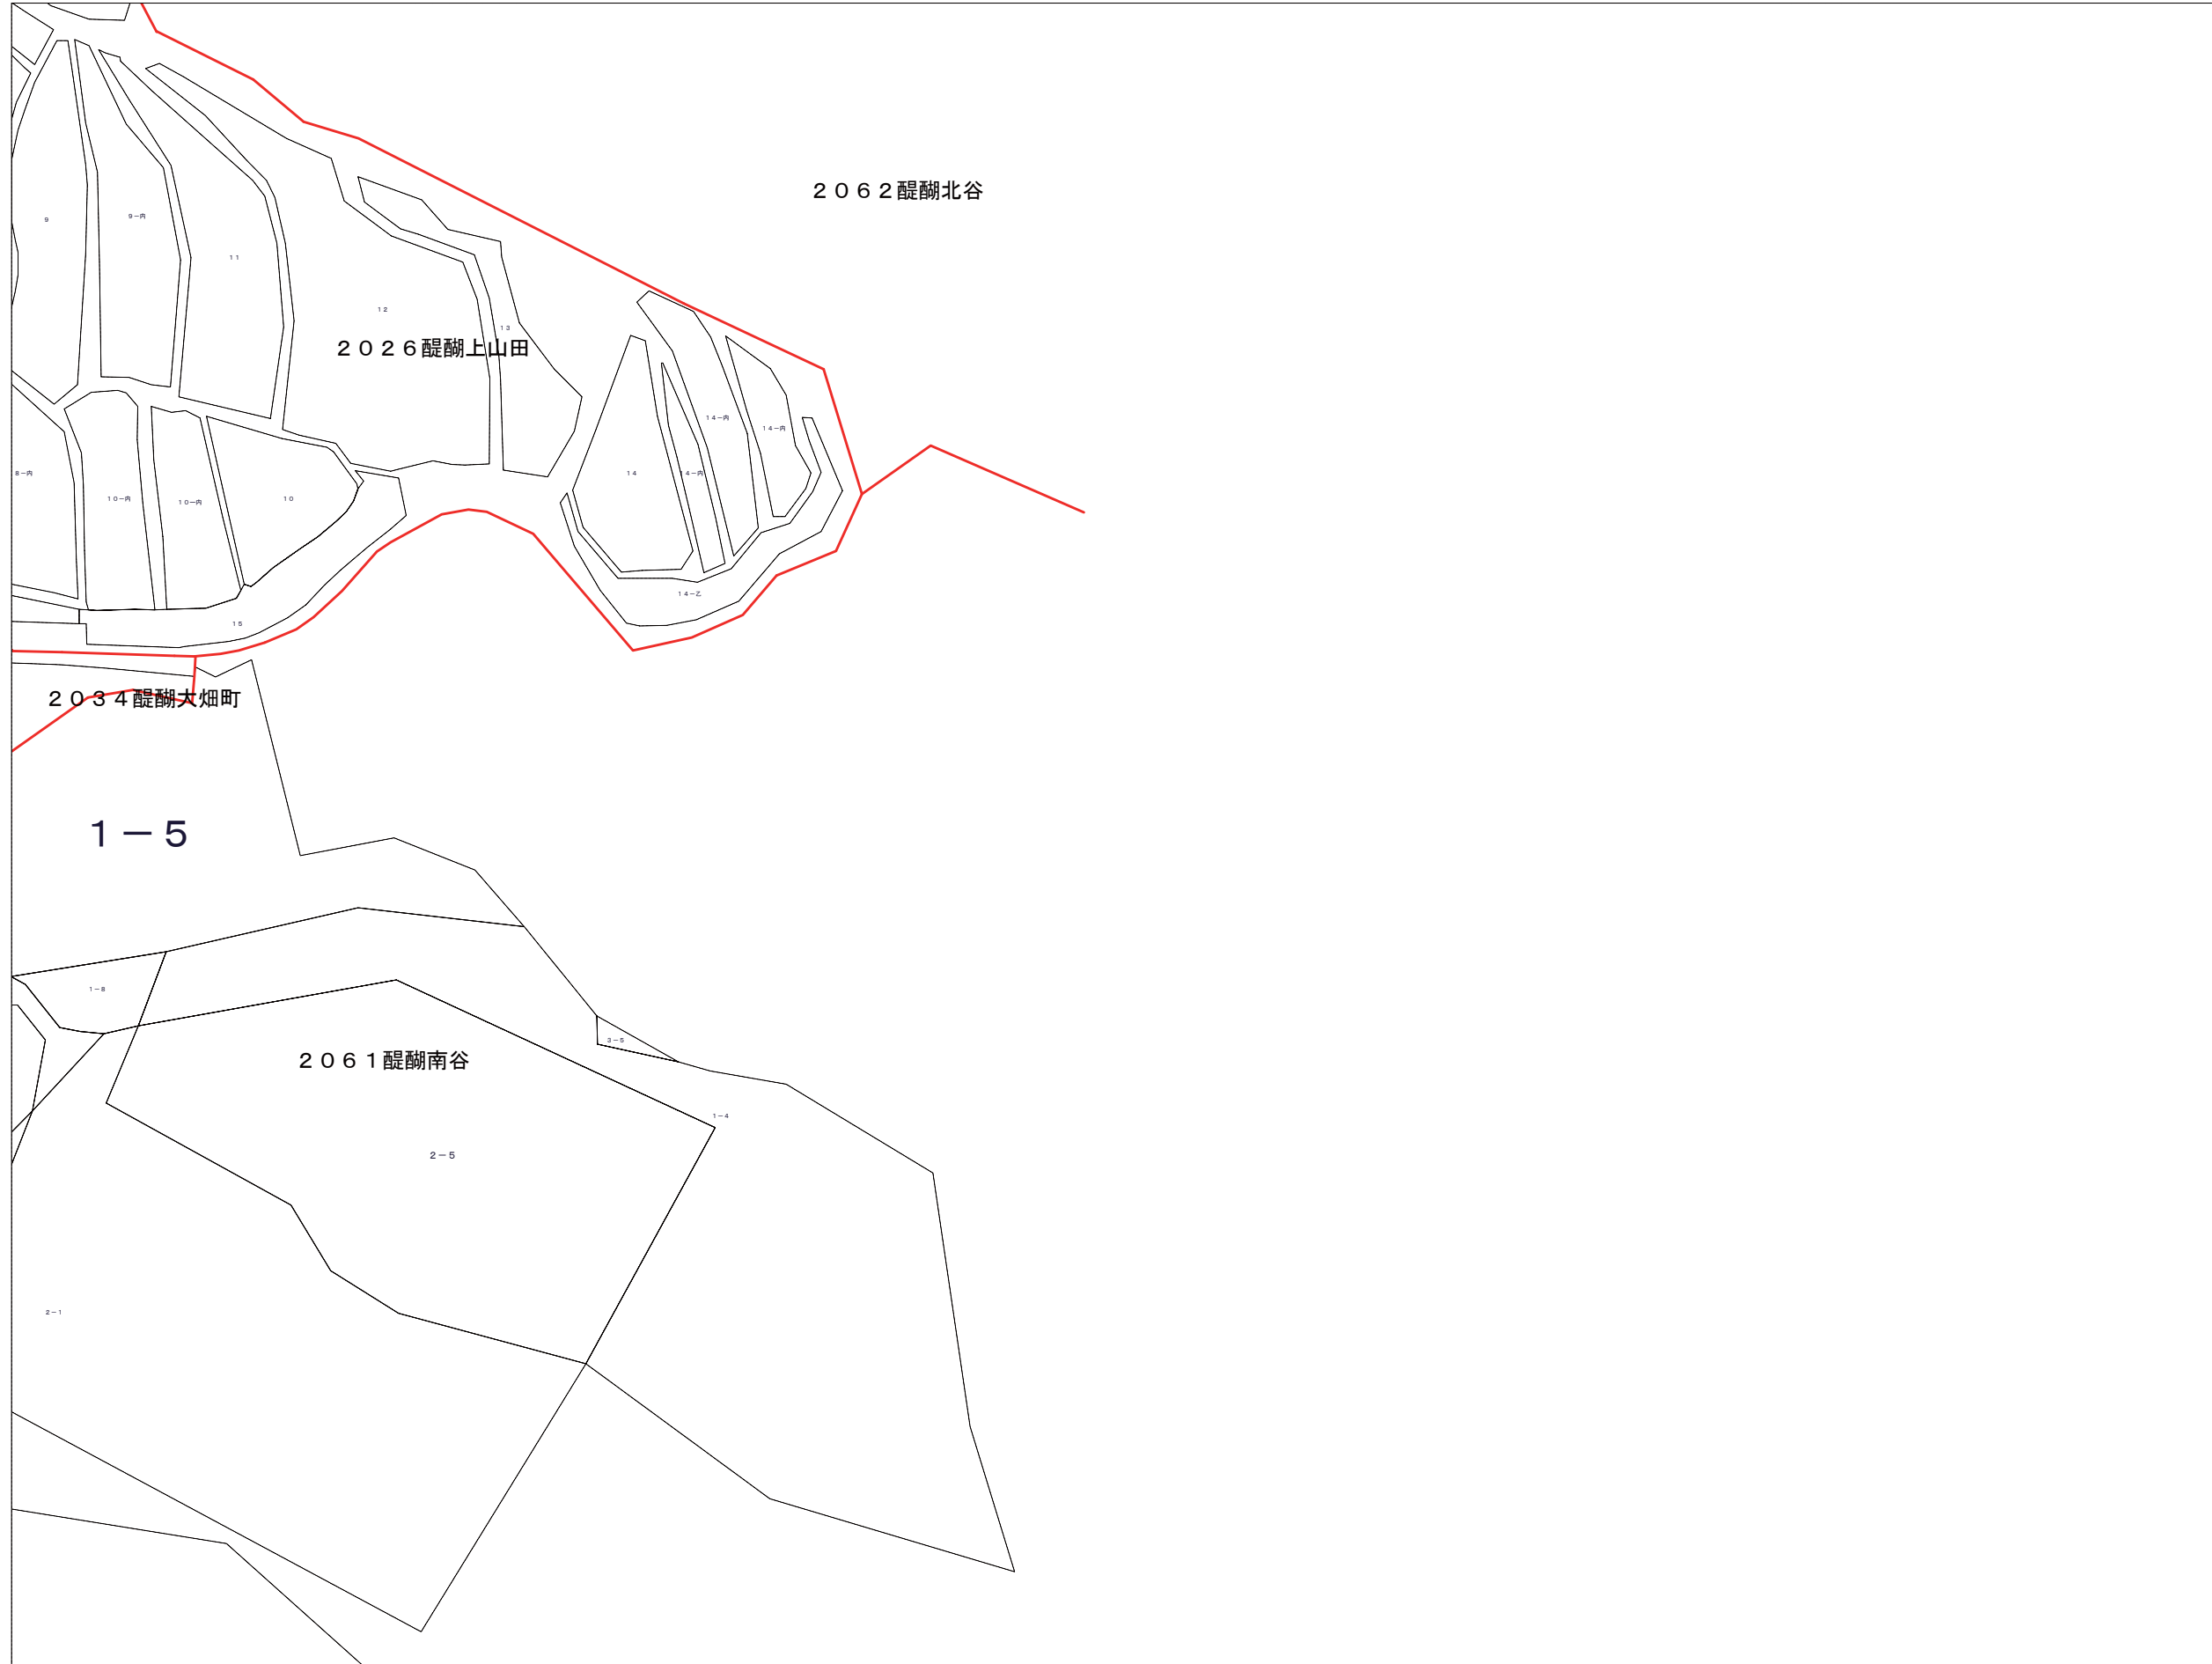 ２０６２醍醐北谷
９
９－内
１１
１２
１３
２０２６醍醐上山田
１４－内
１４－内
８－内
１０－内
１０－内
１０
１４
１４－内
１４－乙
１５
２０３４醍醐大畑町
１－５
１－８
３－５
２０６１醍醐南谷
１－４
２－５
２－１